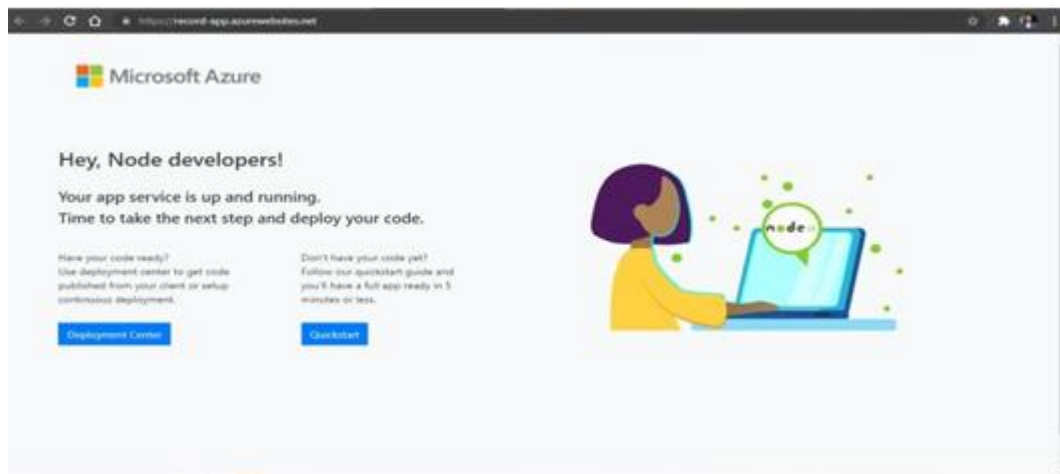 https://record-app.azurewebsites.net
Microsoft Azure
Hey, Node developers!
Your app service is up and running.
Time to take the next step and deploy your code.
Have your code ready?
Use deployment center to get code
published from your client or setup
continuous deployment.
Deployment Center
Don't have your code yet?
Follow our quickstart guide and
you'll have a full app ready in 5
minutes or less.
Quickstart
node